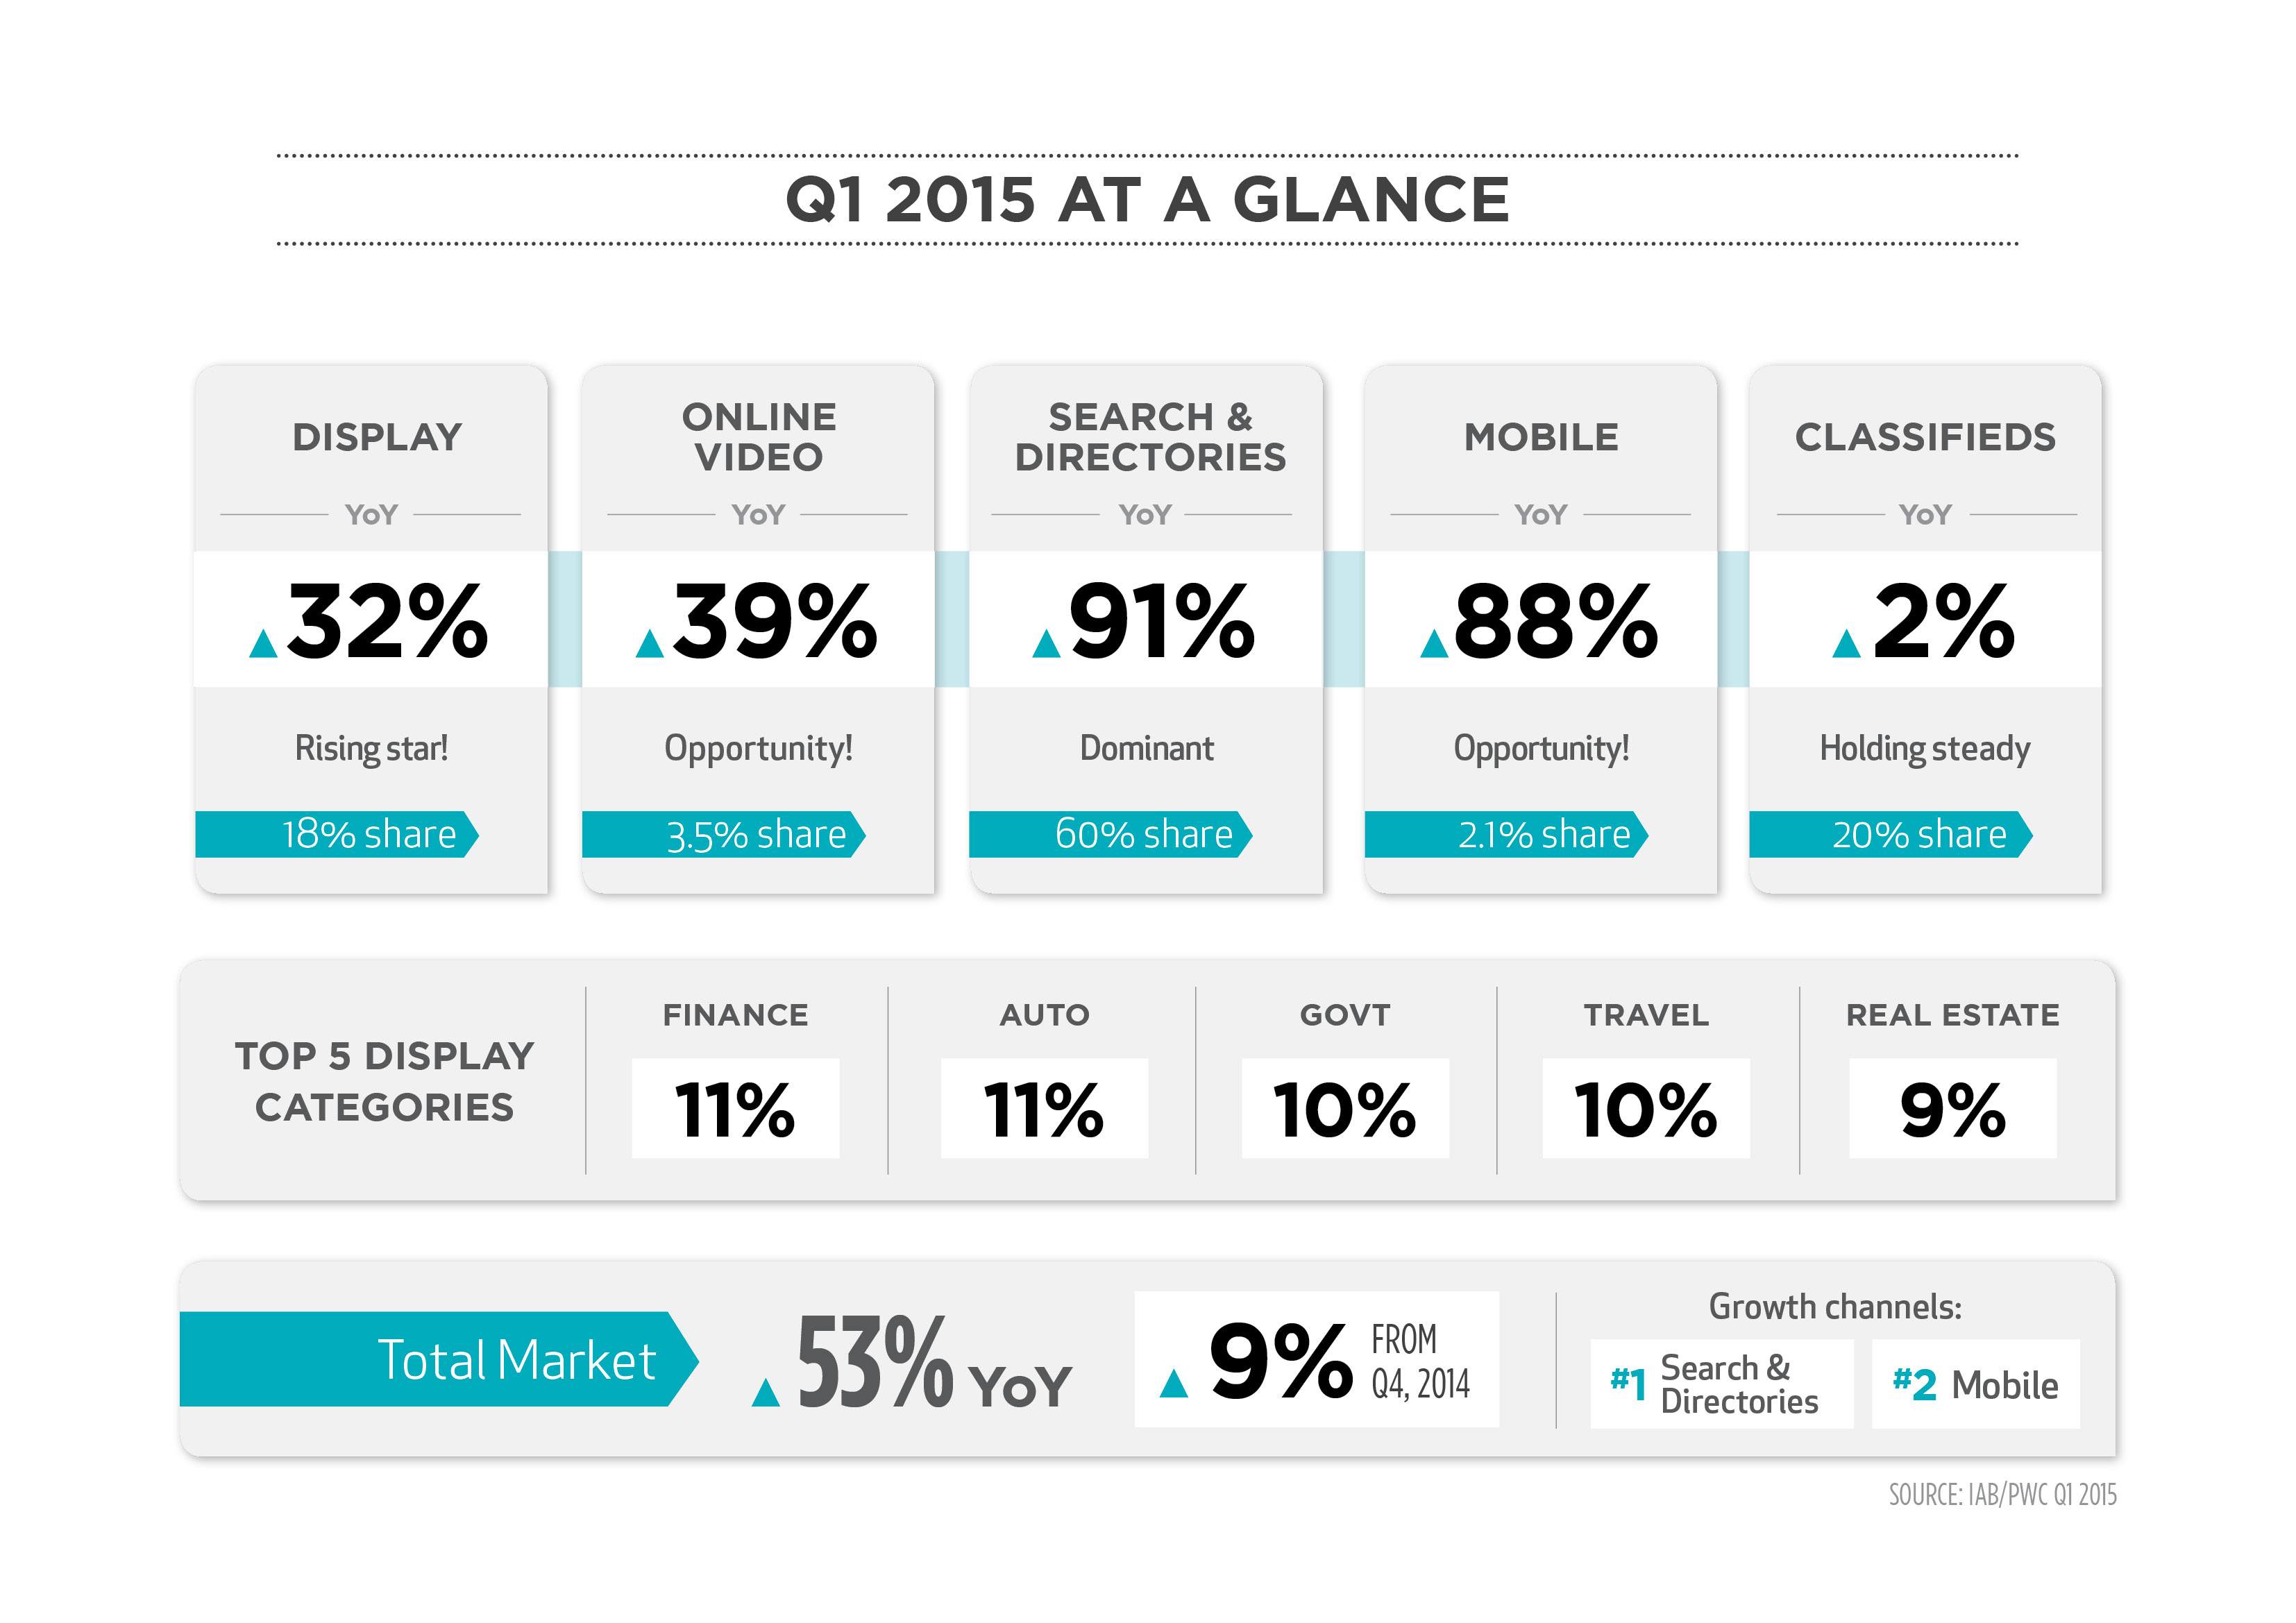 Q1 2015 AT A GLANCE
DISPLAY
YoY
▲32%
Rising star!
18% share
ONLINE
VIDEO
YoY
▲39%
Opportunity!
3.5% share
SEARCH &
DIRECTORIES
YoY
▲91%
Dominant
60% share
MOBILE
YoY
▲88%
Opportunity!
2.1% share
CLASSIFIEDS
YoY
▲2%
Holding steady
20% share
TOP 5 DISPLAY
CATEGORIES
FINANCE
11%
AUTO
11%
GOVT
10%
TRAVEL
10%
REAL ESTATE
9%
Total Market
▲53% YoY
▲9% FROM
Q4, 2014
Growth channels:
#1 Search &
Directories
#2 Mobile
SOURCE: IAB/PWC Q1 2015